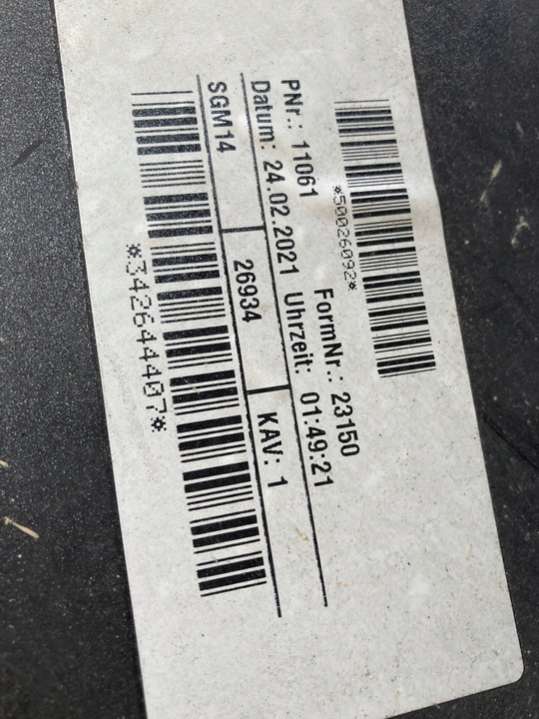 *50026092*
PNr.: 11061 FormNr.: 23150
Datum: 24.02.2021 Uhrzeit: 01:49:21
SGM14 26934 KAV: 1
*342644407*